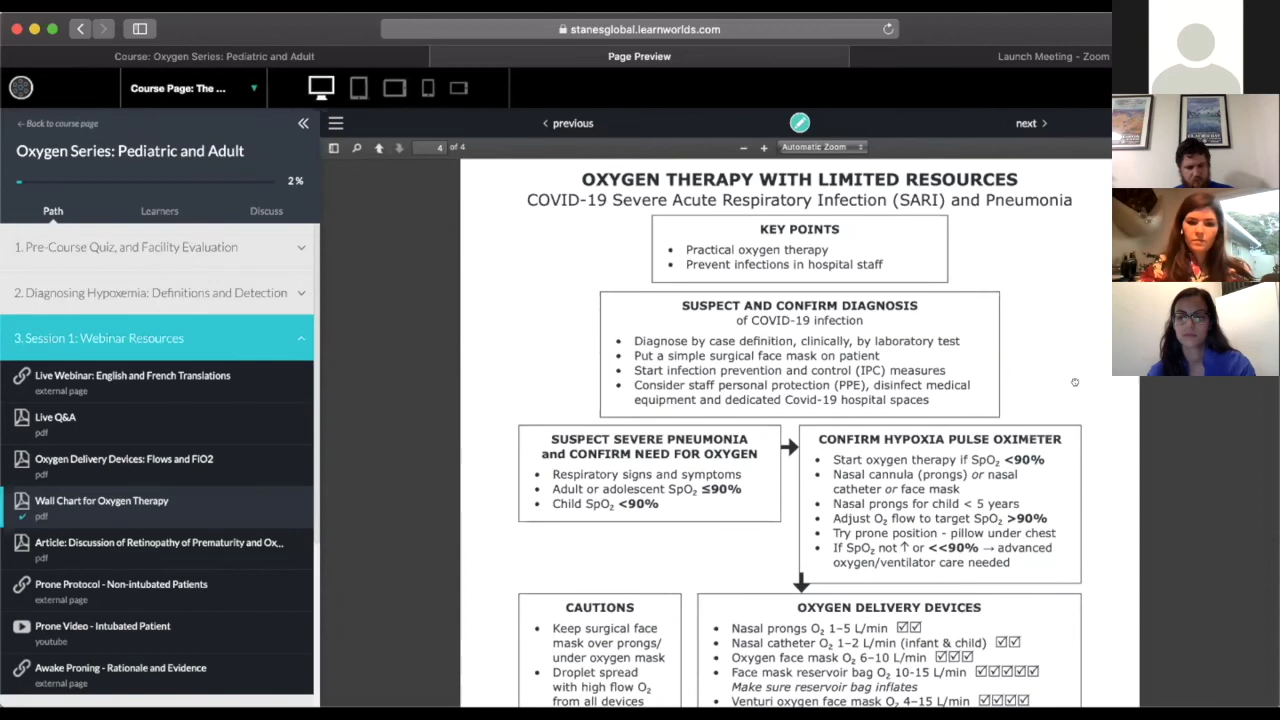 stanesglobal.learnworlds.com
Course: Oxygen Series: Pediatric and Adult
Page Preview
Launch Meeting - Zoom
Course Page: The ...
< previous
next >
← Back to course page
Oxygen Series: Pediatric and Adult
2%
Path
Learners
Discuss
1. Pre-Course Quiz, and Facility Evaluation
2. Diagnosing Hypoxemia: Definitions and Detection
3. Session 1: Webinar Resources
Live Webinar: English and French Translations
external page
Live Q&A
pdf
Oxygen Delivery Devices: Flows and FiO2
pdf
Wall Chart for Oxygen Therapy
pdf
Article: Discussion of Retinopathy of Prematurity and Ox...
pdf
Prone Protocol - Non-intubated Patients
external page
Prone Video - Intubated Patient
youtube
Awake Proning - Rationale and Evidence
external page
4 of 4
Automatic Zoom
OXYGEN THERAPY WITH LIMITED RESOURCES
COVID-19 Severe Acute Respiratory Infection (SARI) and Pneumonia
KEY POINTS
• Practical oxygen therapy
• Prevent infections in hospital staff
SUSPECT AND CONFIRM DIAGNOSIS
of COVID-19 infection
• Diagnose by case definition, clinically, by laboratory test
• Put a simple surgical face mask on patient
• Start infection prevention and control (IPC) measures
• Consider staff personal protection (PPE), disinfect medical
equipment and dedicated Covid-19 hospital spaces
SUSPECT SEVERE PNEUMONIA
and CONFIRM NEED FOR OXYGEN
• Respiratory signs and symptoms
• Adult or adolescent SpO₂ ≤90%
• Child SpO₂ <90%
CONFIRM HYPOXIA PULSE OXIMETER
• Start oxygen therapy if SpO₂ <90%
• Nasal cannula (prongs) or nasal
catheter or face mask
• Nasal prongs for child < 5 years
• Adjust O₂ flow to target SpO₂ >90%
• Try prone position - pillow under chest
• If SpO₂ not ↑ or <<90% → advanced
oxygen/ventilator care needed
CAUTIONS
• Keep surgical face
mask over prongs/
under oxygen mask
• Droplet spread
with high flow O₂
from all devices
OXYGEN DELIVERY DEVICES
• Nasal prongs O₂ 1–5 L/min ☑☑
• Nasal catheter O₂ 1–2 L/min (infant & child) ☑☑
• Oxygen face mask O₂ 6–10 L/min ☑☑☑
• Face mask reservoir bag O₂ 10-15 L/min ☑☑☑☑☑
Make sure reservoir bag inflates
• Venturi oxygen face mask O₂ 4–15 L/min ☑☑☑☑